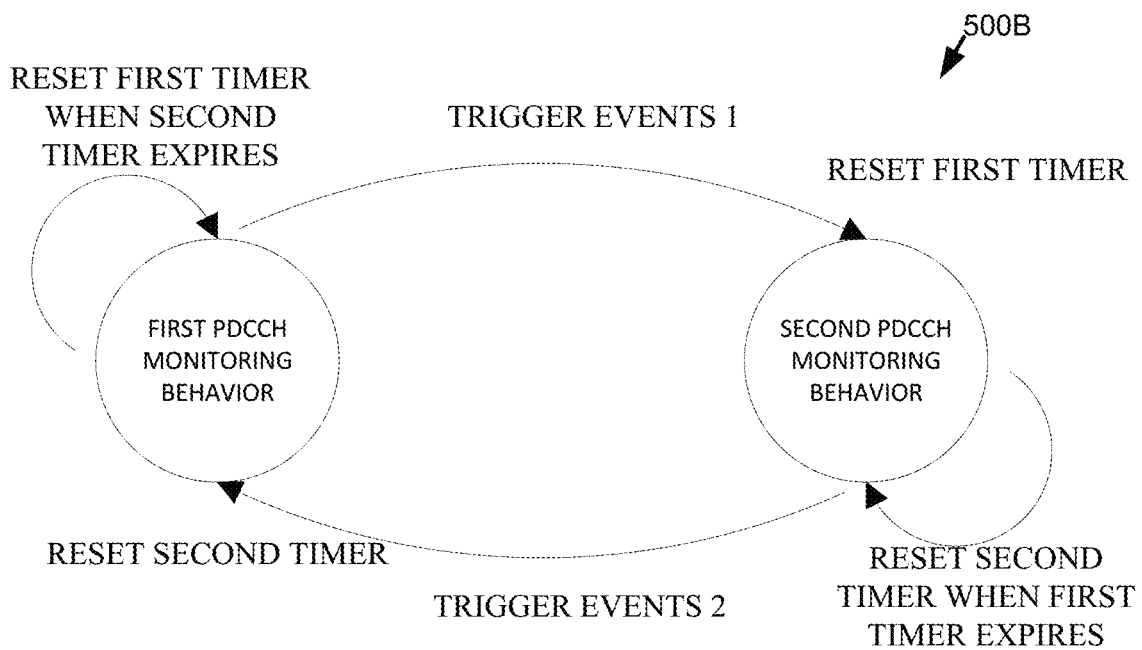 500B
RESET FIRST TIMER
WHEN SECOND
TIMER EXPIRES
TRIGGER EVENTS 1
RESET FIRST TIMER
FIRST PDCCH
MONITORING
BEHAVIOR
SECOND PDCCH
MONITORING
BEHAVIOR
RESET SECOND TIMER
TRIGGER EVENTS 2
RESET SECOND
TIMER WHEN FIRST
TIMER EXPIRES